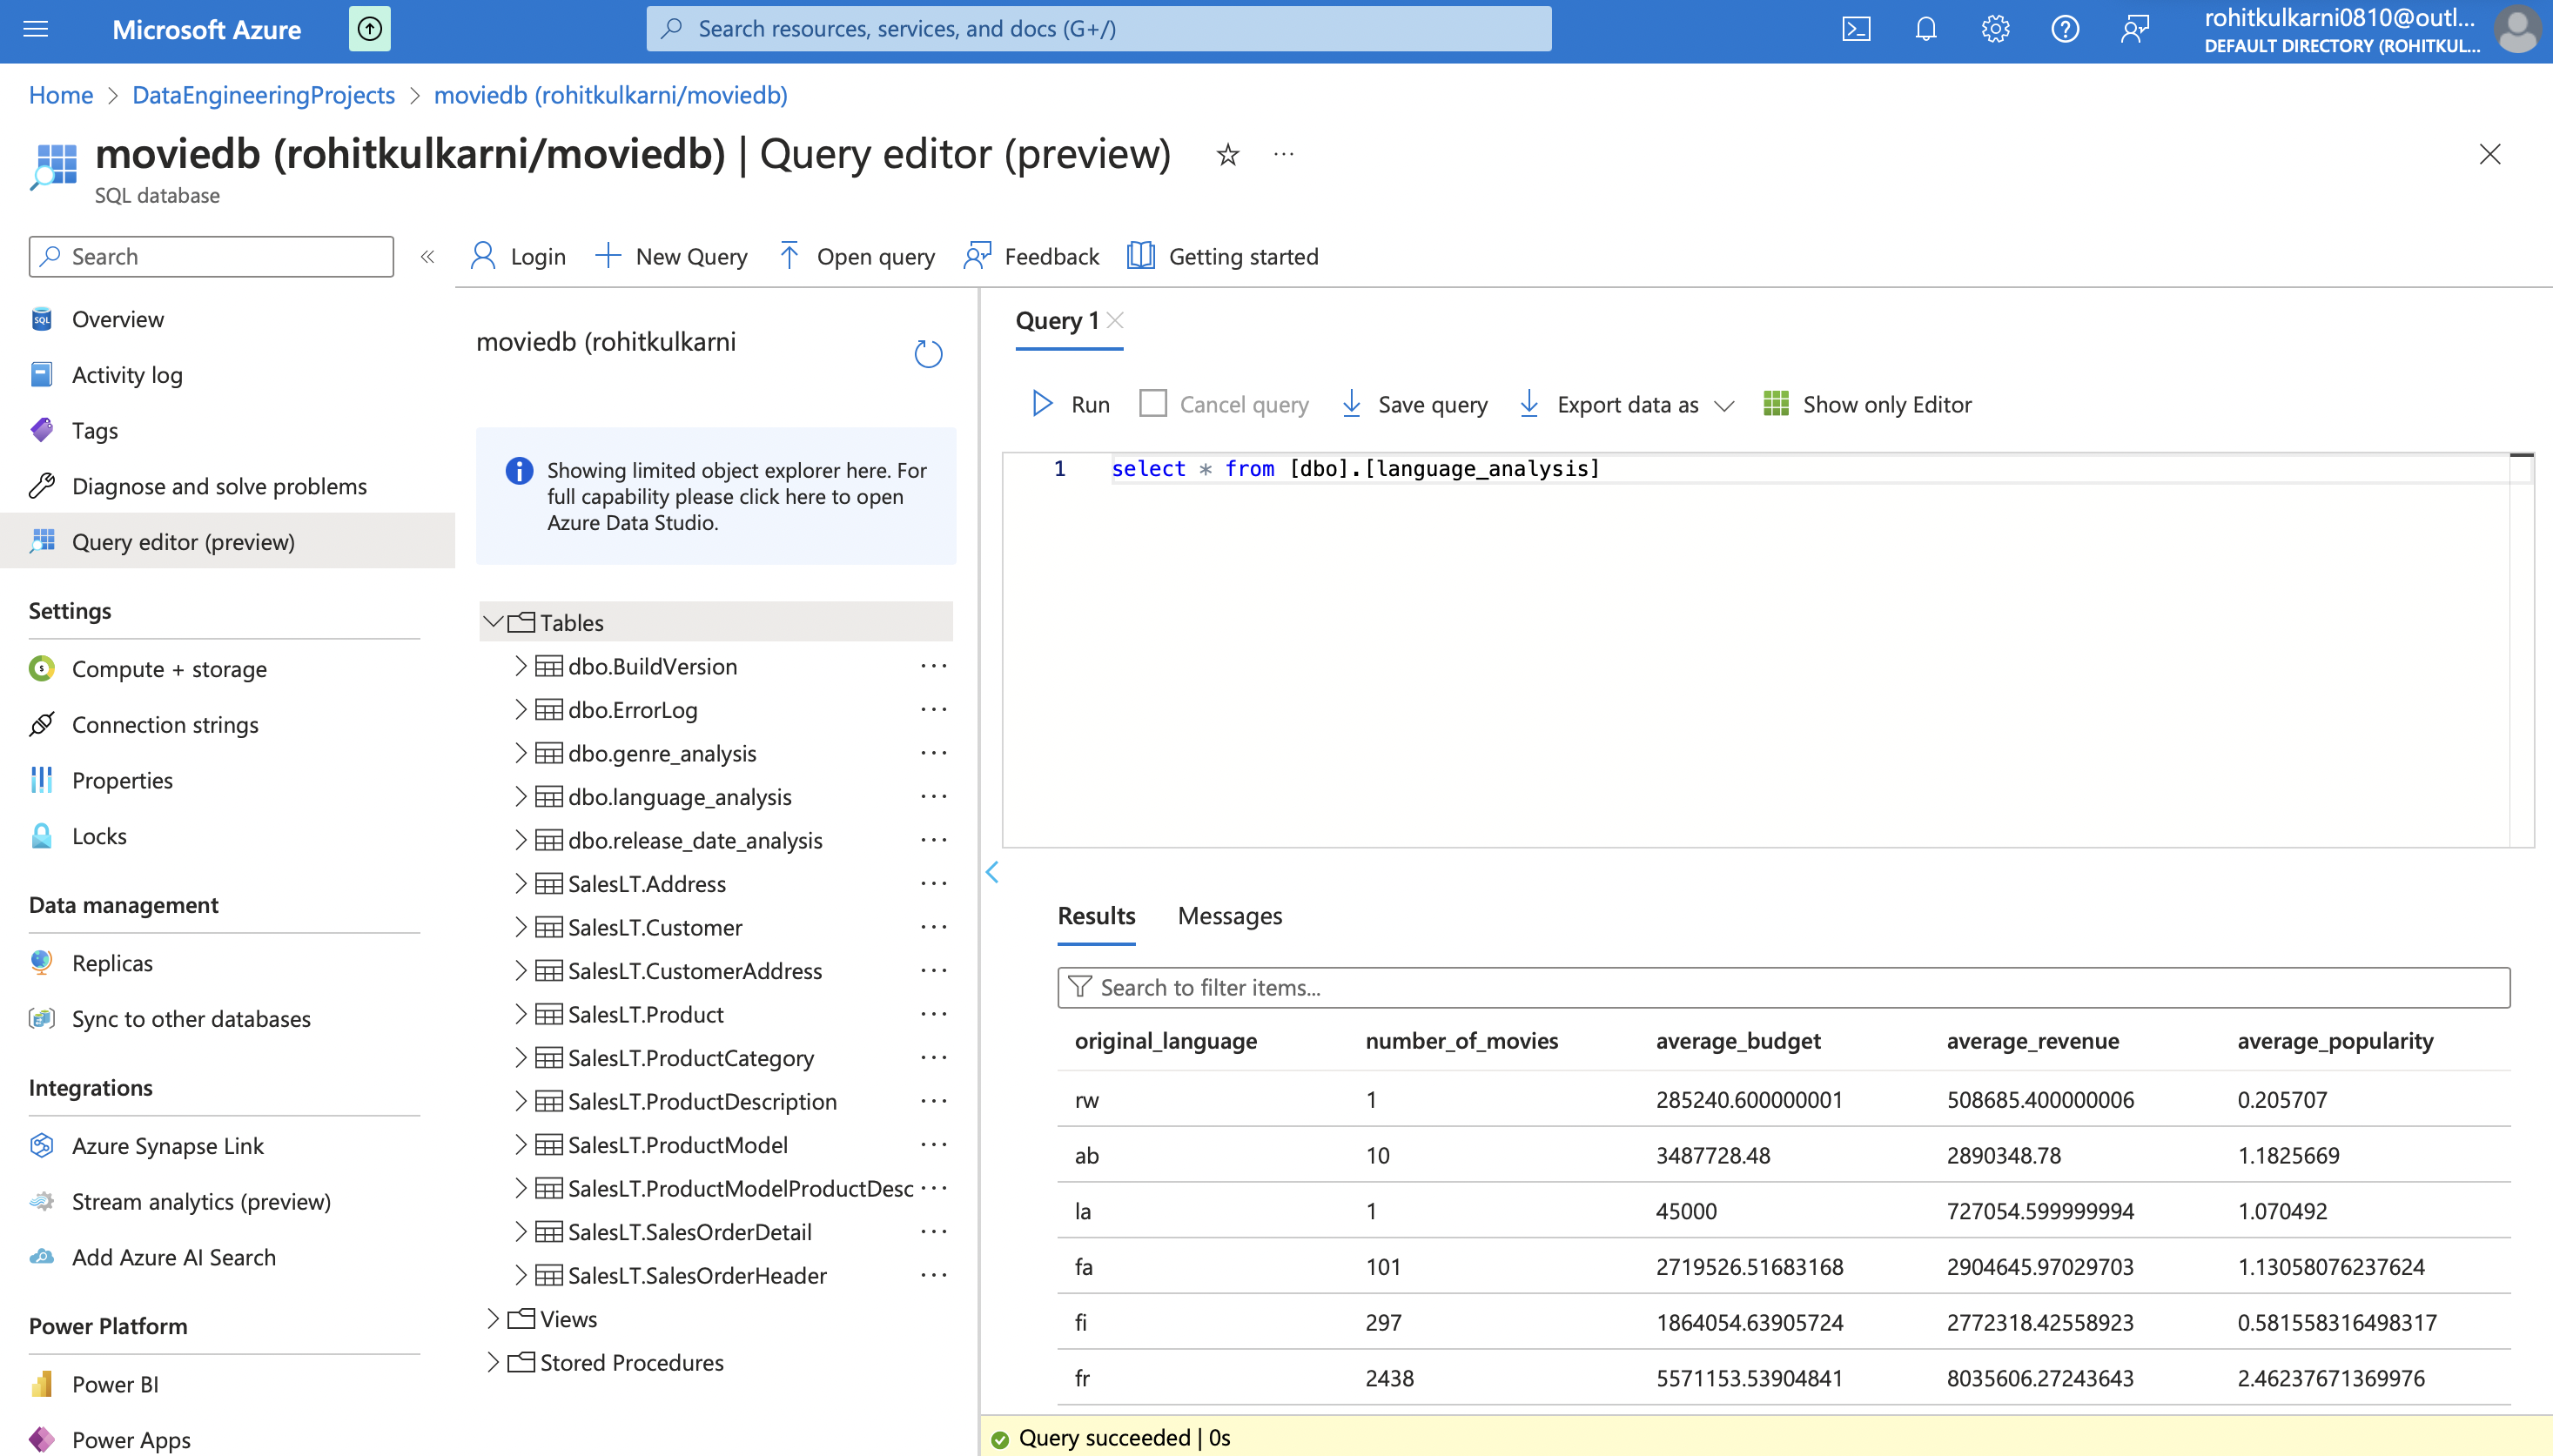 Microsoft Azure
Search resources, services, and docs (G+/)
rohitkulkarni0810@outl...
DEFAULT DIRECTORY (ROHITKUL...
Home > DataEngineeringProjects > moviedb (rohitkulkarni/moviedb)
moviedb (rohitkulkarni/moviedb) | Query editor (preview)
SQL database
Search
Overview
Activity log
Tags
Diagnose and solve problems
Query editor (preview)
Settings
Compute + storage
Connection strings
Properties
Locks
Data management
Replicas
Sync to other databases
Integrations
Azure Synapse Link
Stream analytics (preview)
Add Azure AI Search
Power Platform
Power BI
Power Apps
Login New Query Open query Feedback Getting started
moviedb (rohitkulkarni
Showing limited object explorer here. For
full capability please click here to open
Azure Data Studio.
Tables
dbo.BuildVersion
dbo.ErrorLog
dbo.genre_analysis
dbo.language_analysis
dbo.release_date_analysis
SalesLT.Address
SalesLT.Customer
SalesLT.CustomerAddress
SalesLT.Product
SalesLT.ProductCategory
SalesLT.ProductDescription
SalesLT.ProductModel
SalesLT.ProductModelProductDesc
SalesLT.SalesOrderDetail
SalesLT.SalesOrderHeader
Views
Stored Procedures
Query 1
Run Cancel query Save query Export data as Show only Editor
1 select * from [dbo].[language_analysis]
Results Messages
Search to filter items...
original_language number_of_movies average_budget average_revenue average_popularity
rw 1 285240.600000001 508685.400000006 0.205707
ab 10 3487728.48 2890348.78 1.1825669
la 1 45000 727054.599999994 1.070492
fa 101 2719526.51683168 2904645.97029703 1.13058076237624
fi 297 1864054.63905724 2772318.42558923 0.581558316498317
fr 2438 5571153.53904841 8035606.27243643 2.46237671369976
Query succeeded | 0s